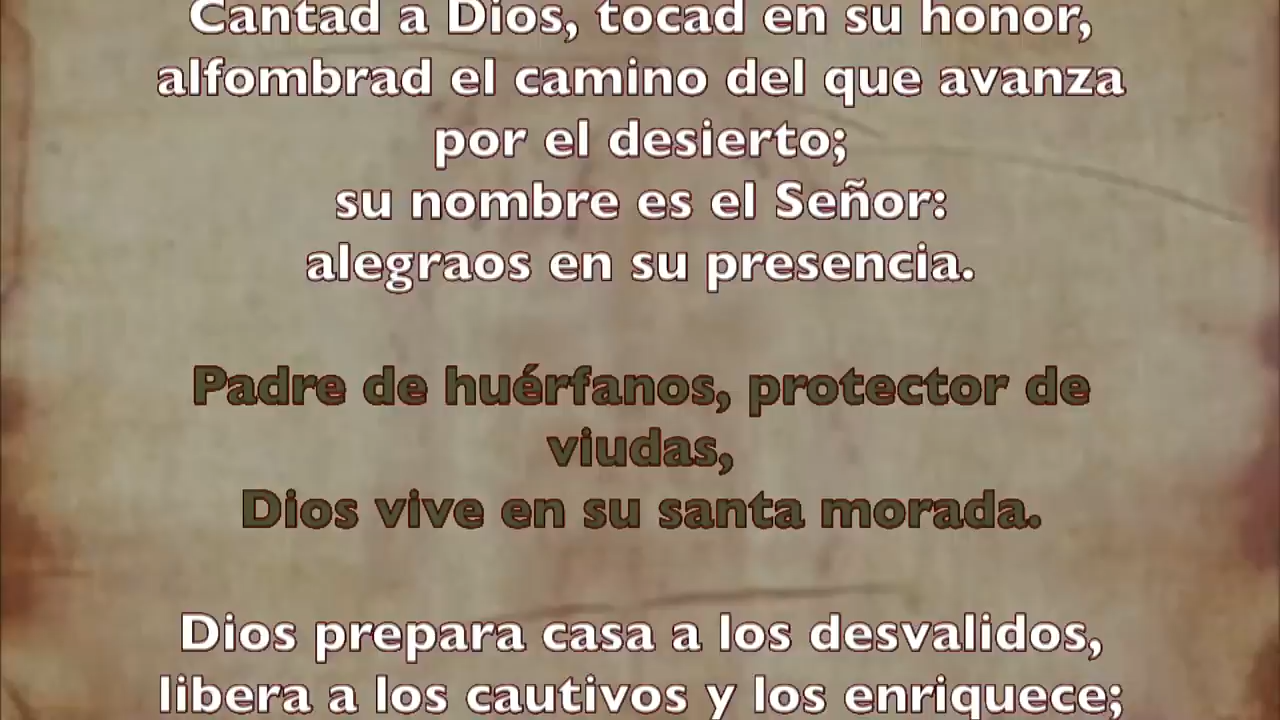 Cantad a Dios, tocad en su honor,
alfombrad el camino del que avanza
por el desierto;
su nombre es el Señor:
alegraos en su presencia.
Padre de huérfanos, protector de
viudas,
Dios vive en su santa morada.
Dios prepara casa a los desvalidos,
libera a los cautivos y los enriquece;